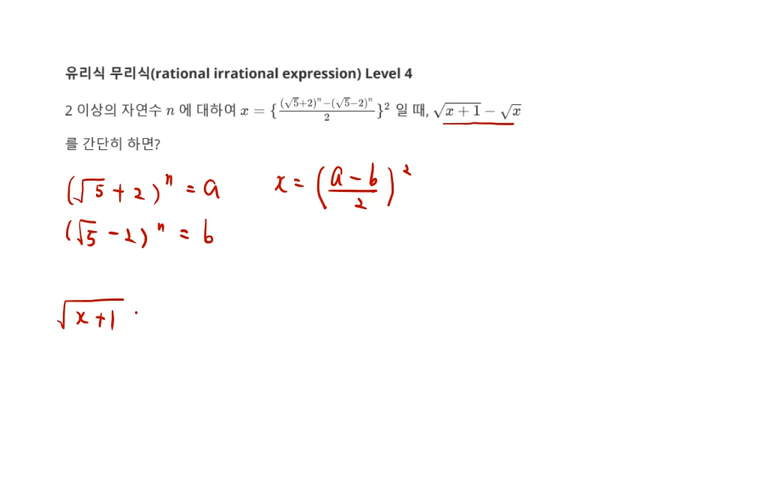 유리식 무리식(rational irrational expression) Level 4
2 이상의 자연수 n 에 대하여 x = {\frac{(√5+2)^n−(√5−2)^n}{2}}^2 일 때, √(x+1) − √x
를 간단히 하면?
(√5 + 2)^n = a    x = (\frac{a − b}{2})^2
(√5 − 2)^n = b
√(x+1)